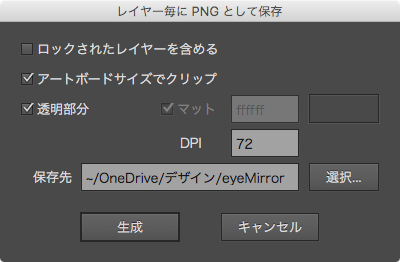 レイヤー毎に PNG として保存
ロックされたレイヤーを含める
アートボードサイズでクリップ
透明部分 マット ffffff
DPI 72
保存先 ~/OneDrive/デザイン/eyeMirror 選択...
生成 キャンセル